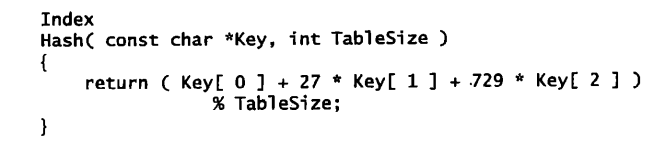 Index
Hash( const char *Key, int TableSize )
{
    return ( Key[ 0 ] + 27 * Key[ 1 ] + 729 * Key[ 2 ] )
                % TableSize;
}